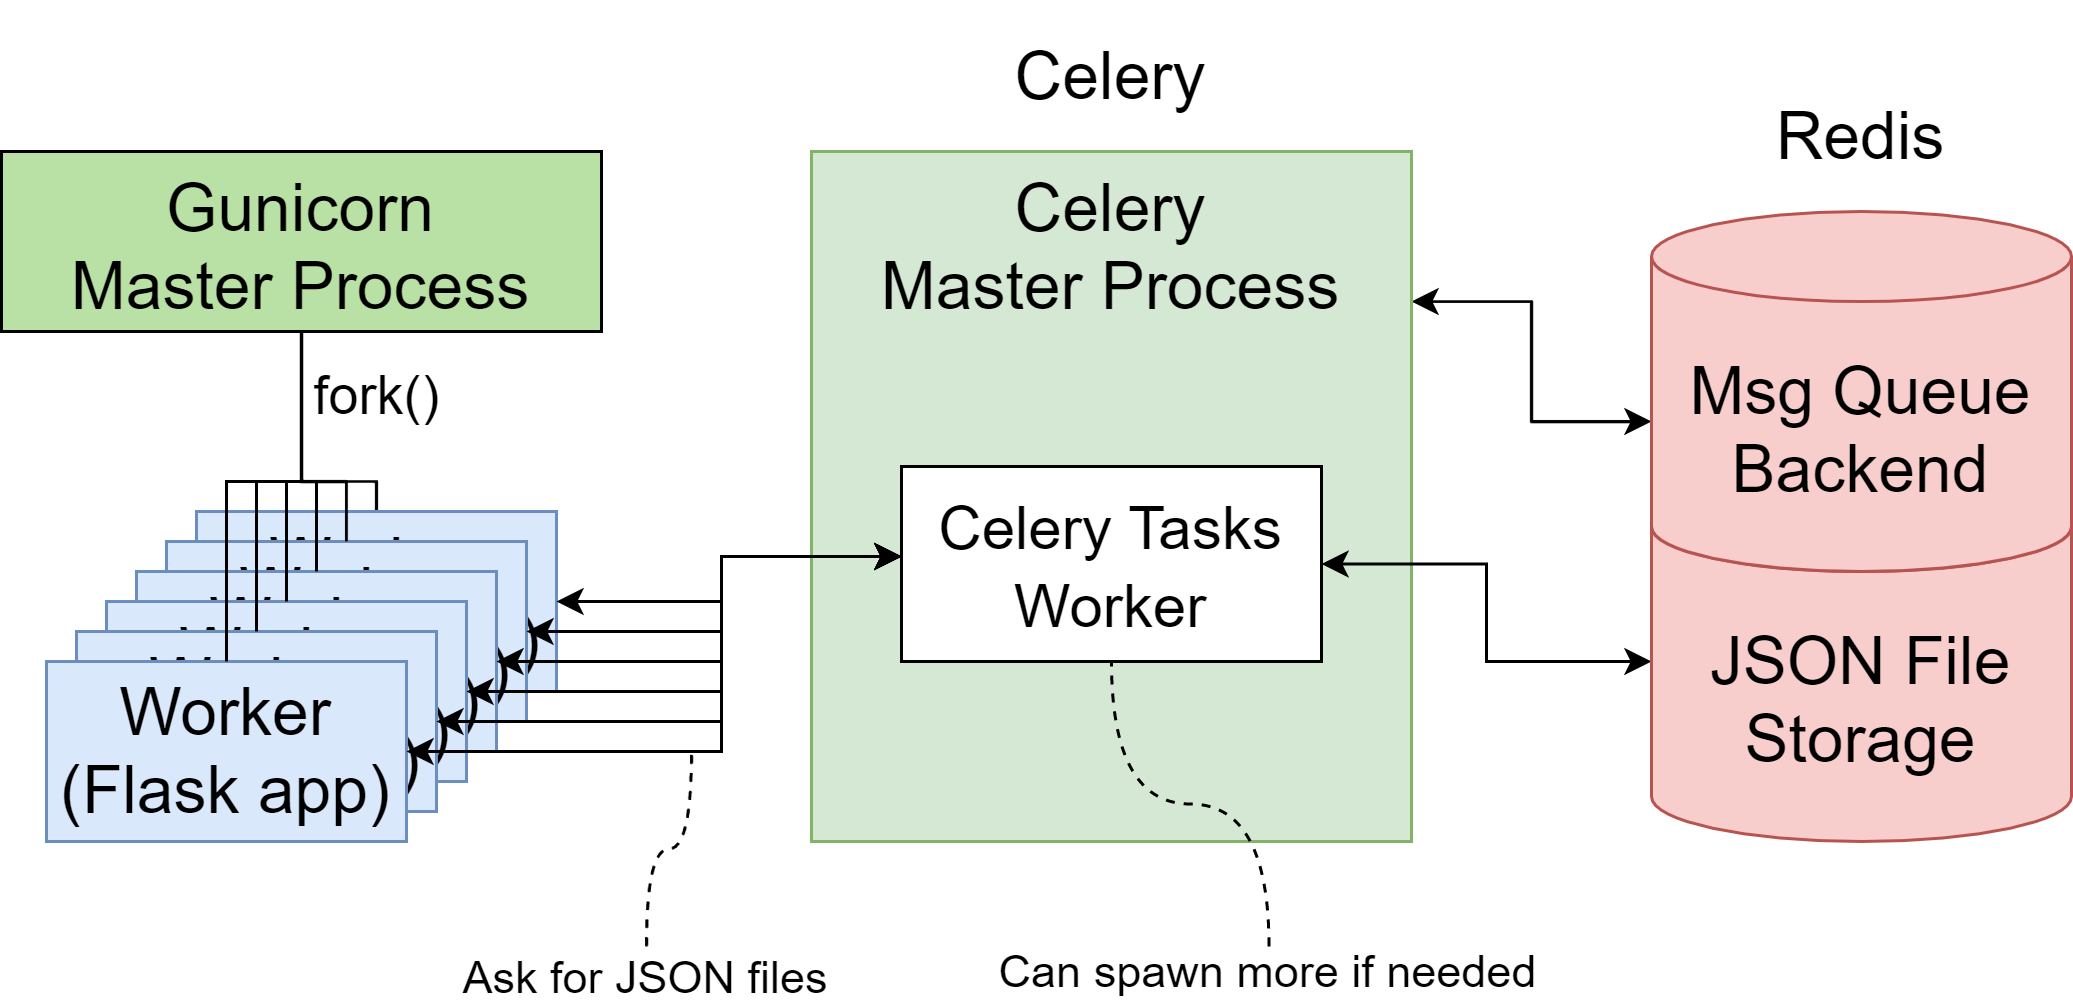 Celery
Redis
Gunicorn
Master Process
fork()
Celery
Master Process
Celery Tasks
Worker
Msg Queue
Backend
JSON File
Storage
Worker
(Flask app)
Ask for JSON files
Can spawn more if needed